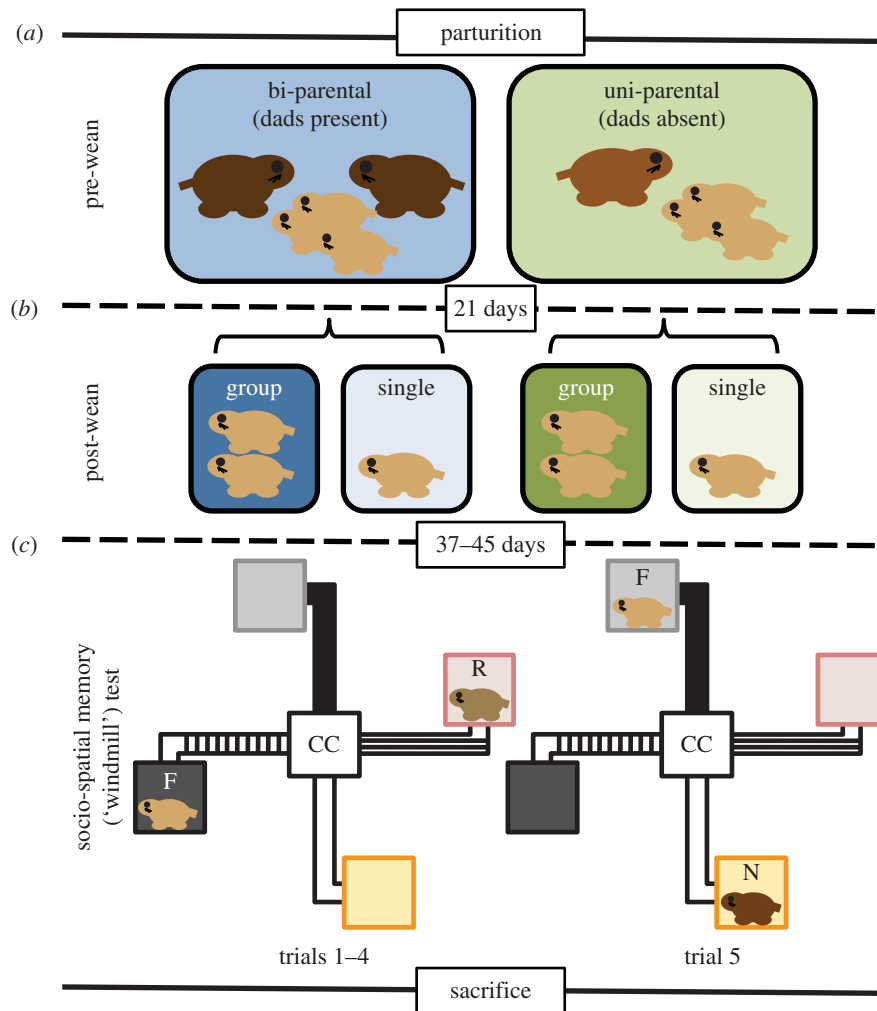 (a)
parturition
pre-wean
bi-parental
(dads present)
uni-parental
(dads absent)
(b)
21 days
post-wean
group
single
group
single
(c)
37–45 days
socio-spatial memory
(‘windmill’) test
R
CC
F
trials 1–4
F
CC
N
trial 5
sacrifice